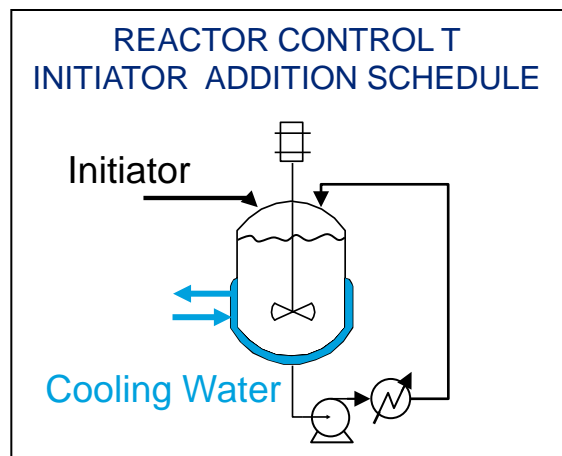 REACTOR CONTROL T
INITIATOR ADDITION SCHEDULE
Initiator
Cooling Water